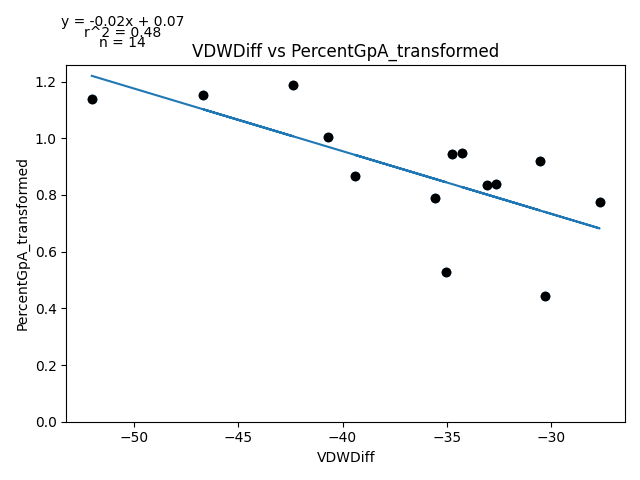 y = -0.02x + 0.07
r^2 = 0.48
n = 14
VDWDiff vs PercentGpA_transformed
1.2
1.0
0.8
0.6
0.4
0.2
0.0
PercentGpA_transformed
−50
−45
−40
−35
−30
VDWDiff